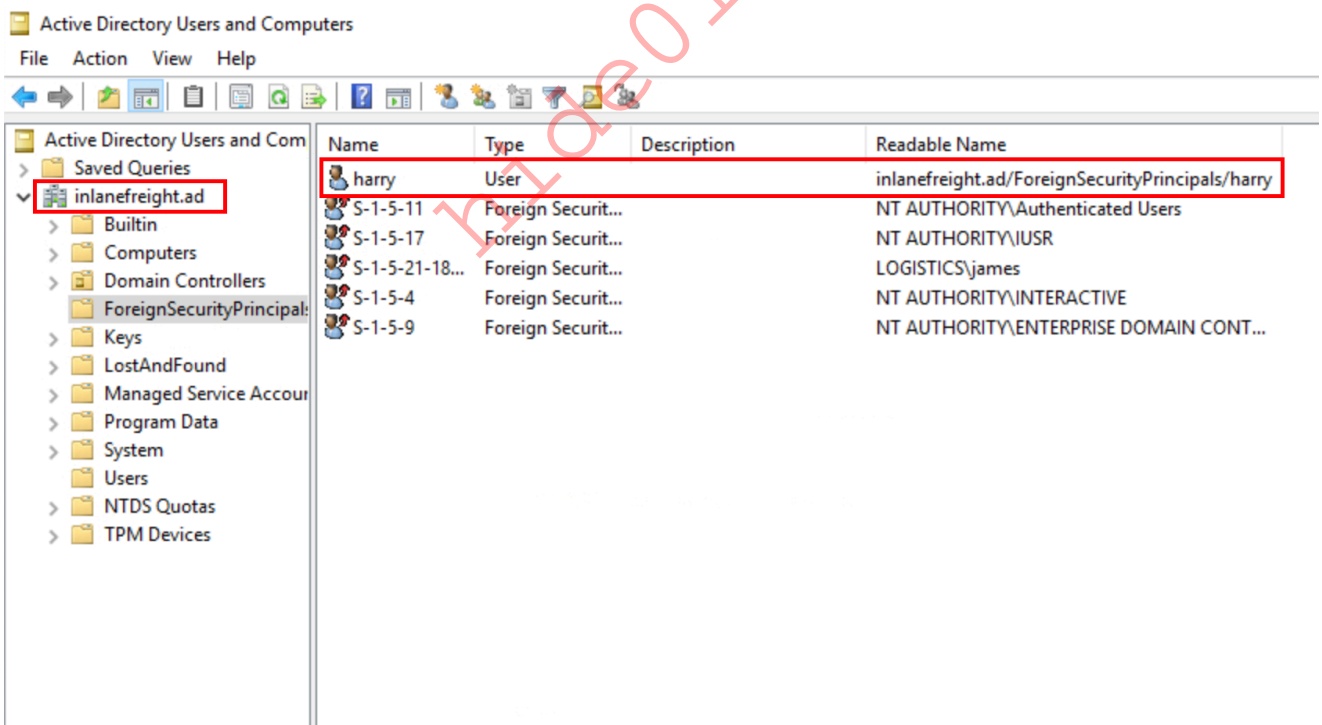 Active Directory Users and Computers
File Action View Help
Active Directory Users and Com
Saved Queries
inlanefreight.ad
Builtin
Computers
Domain Controllers
ForeignSecurityPrincipals
Keys
LostAndFound
Managed Service Accour
Program Data
System
Users
NTDS Quotas
TPM Devices
Name Type Description Readable Name
harry User inlanefreight.ad/ForeignSecurityPrincipals/harry
S-1-5-11 Foreign Securit... NT AUTHORITY\Authenticated Users
S-1-5-17 Foreign Securit... NT AUTHORITY\IUSR
S-1-5-21-18... Foreign Securit... LOGISTICS\james
S-1-5-4 Foreign Securit... NT AUTHORITY\INTERACTIVE
S-1-5-9 Foreign Securit... NT AUTHORITY\ENTERPRISE DOMAIN CONT...
hide01